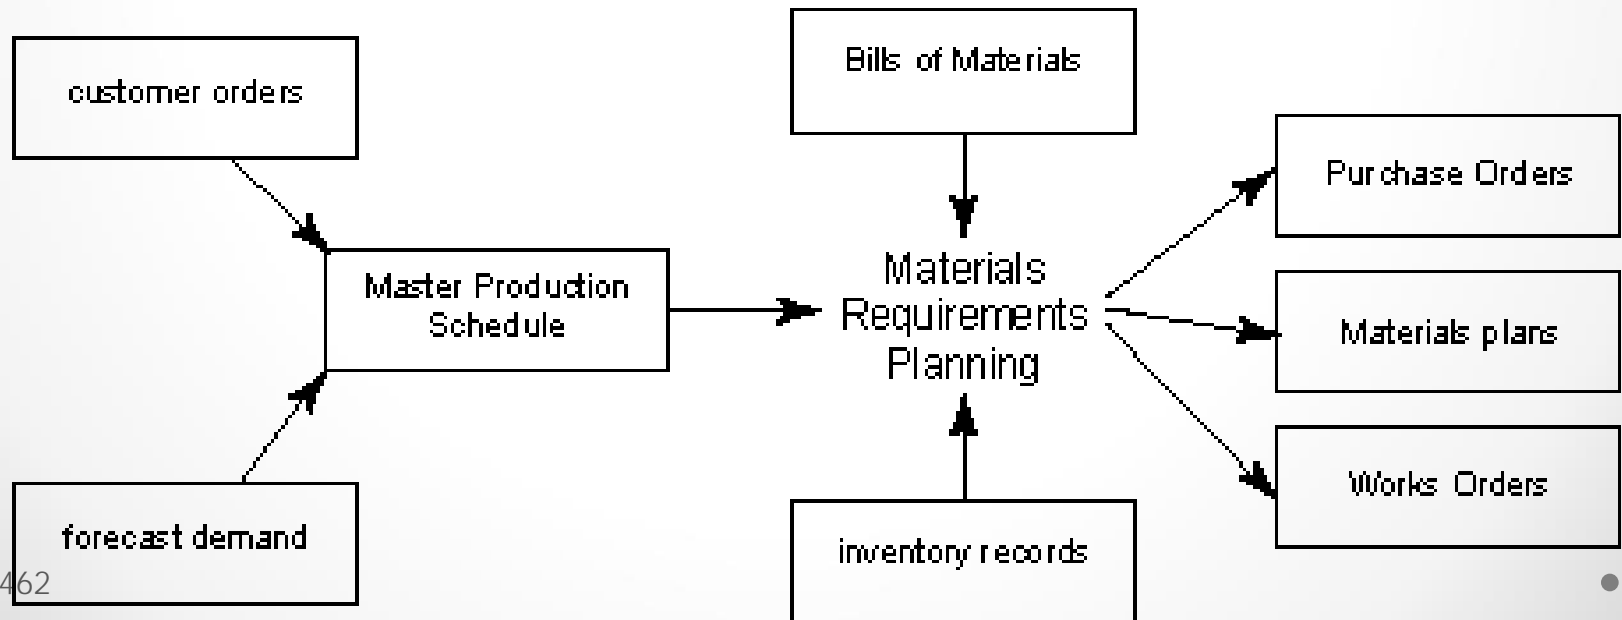 customer orders
forecast demand
Master Production
Schedule
Bills of Materials
Materials
Requirements
Planning
inventory records
Purchase Orders
Materials plans
Works Orders
462